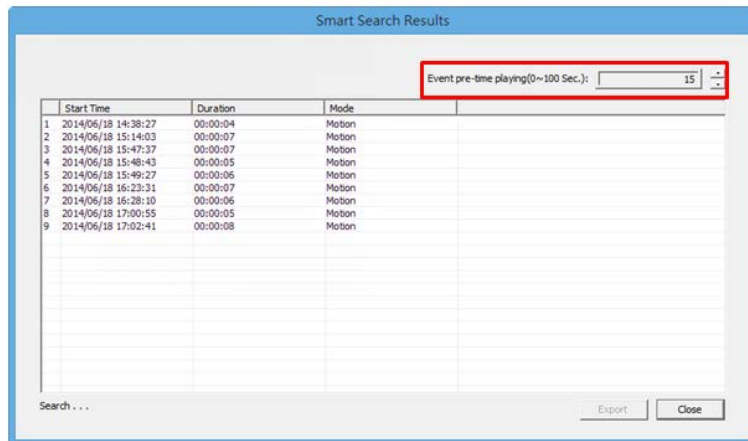 Smart Search Results
Event pre-time playing(0~100 Sec.): 15
Start Time Duration Mode
1 2014/06/18 14:38:27 00:00:04 Motion
2 2014/06/18 15:14:03 00:00:07 Motion
3 2014/06/18 15:47:37 00:00:07 Motion
4 2014/06/18 15:48:43 00:00:05 Motion
5 2014/06/18 15:49:27 00:00:06 Motion
6 2014/06/18 16:23:31 00:00:07 Motion
7 2014/06/18 16:28:10 00:00:06 Motion
8 2014/06/18 17:00:55 00:00:05 Motion
9 2014/06/18 17:02:41 00:00:08 Motion
Search . . . Export Close